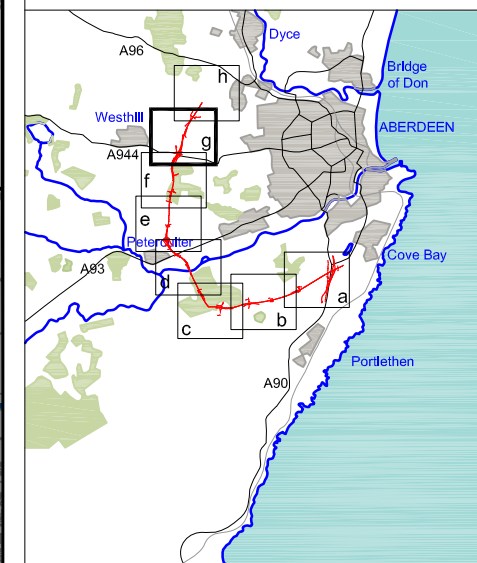 Dyce
A96
Bridge
of Don
h
Westhill
ABERDEEN
g
A944
f
e
Peterculter
Cove Bay
A93
d
a
b
c
Portlethen
A90